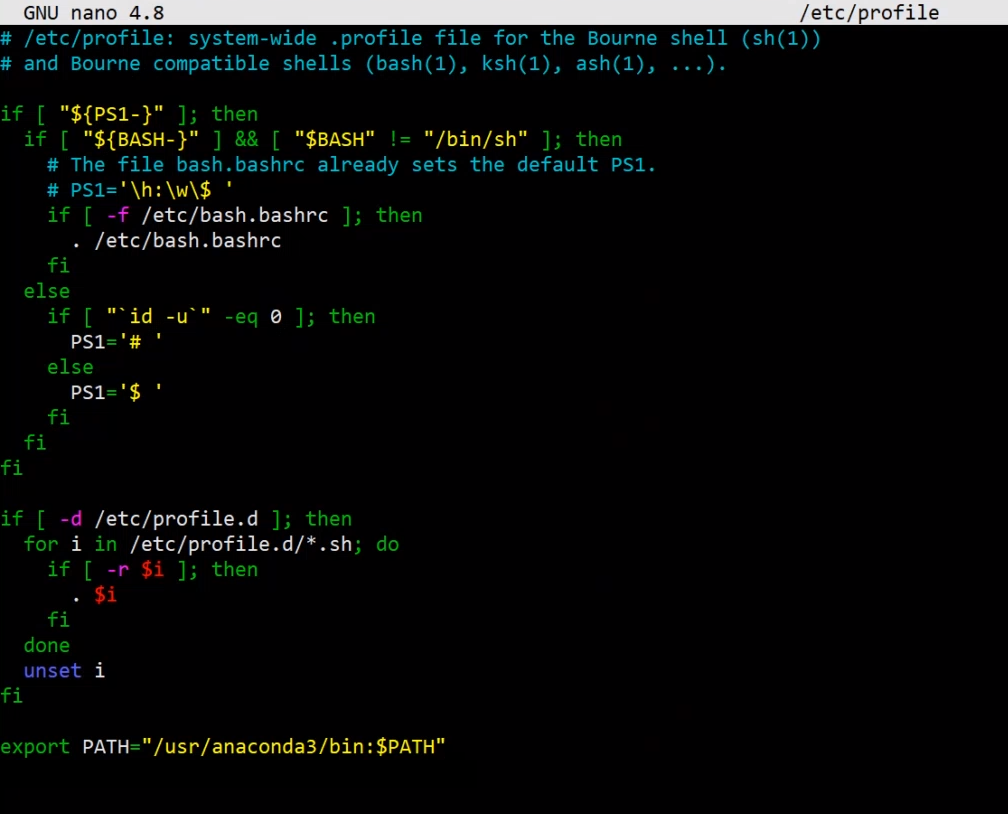 GNU nano 4.8 /etc/profile
# /etc/profile: system-wide .profile file for the Bourne shell (sh(1))
# and Bourne compatible shells (bash(1), ksh(1), ash(1), ...).
if [ "${PS1-}" ]; then
if [ "${BASH-}" ] && [ "$BASH" != "/bin/sh" ]; then
# The file bash.bashrc already sets the default PS1.
# PS1='\h:\w\$ '
if [ -f /etc/bash.bashrc ]; then
. /etc/bash.bashrc
fi
else
if [ "`id -u`" -eq 0 ]; then
PS1='# '
else
PS1='$ '
fi
fi
fi
if [ -d /etc/profile.d ]; then
for i in /etc/profile.d/*.sh; do
if [ -r $i ]; then
. $i
fi
done
unset i
fi
export PATH="/usr/anaconda3/bin:$PATH"